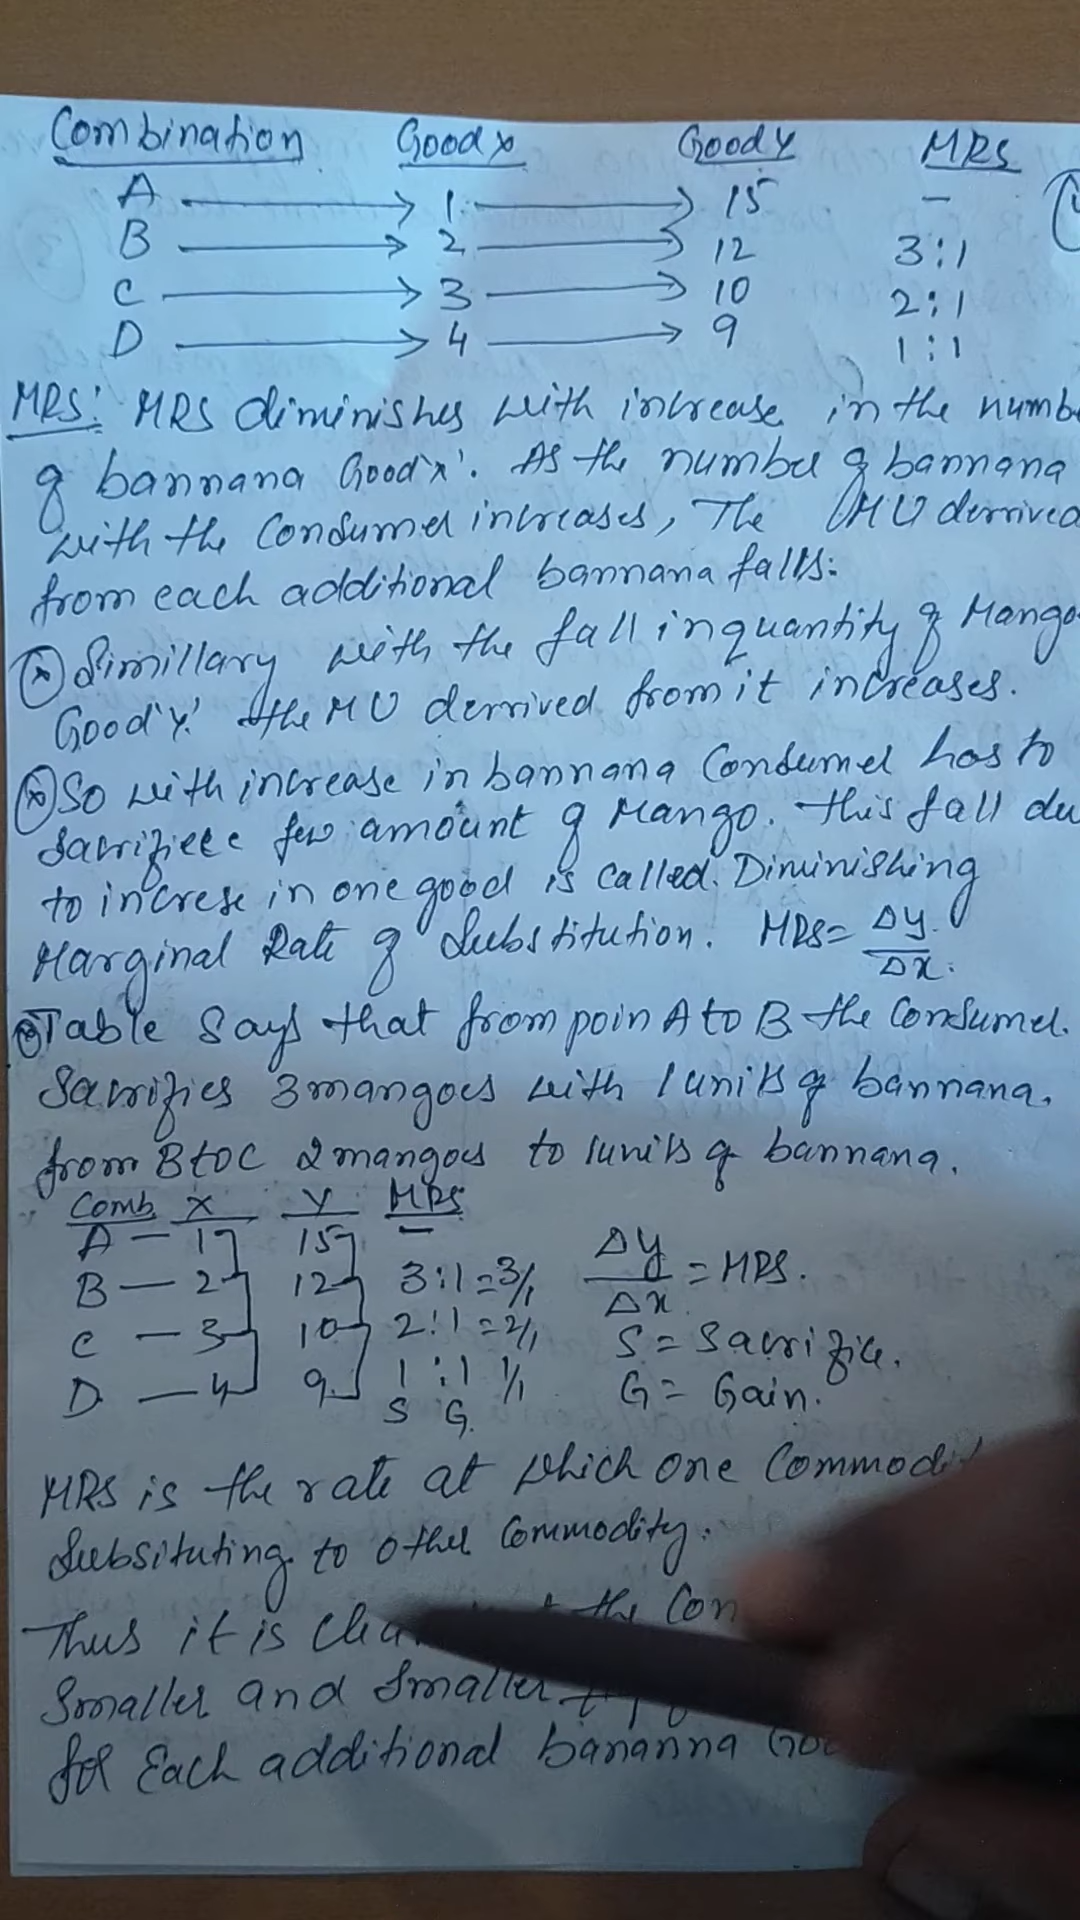 Combination Good x Good y MRS
A → 1 → 15 –
B → 2 → 12 3:1
C → 3 → 10 2:1
D → 4 → 9 1:1
MRS: MRS diminishes with increase in the numb
of bannana Good 'x'. As the number of bannana
with the Consumer increases, The MU derrived
from each additional bannana falls.
Simillary with the fall in quantity of Mango
Good 'y' the MU derrived from it increases.
So with increase in bannana Consumer has to
Sacrifiece few amount of Mango. this fall du
to increse in one good is called. Diminishing
Marginal Rate of Substitution. MRS = Δy/Δx.
Table Says that from poin A to B the Consumer.
Sacrifies 3 mangoes with 1 units of bannana.
from B to C 2 mangoes to 1 units of bannana.
Comb X Y MRS
A — 1 15 –
B — 2 12 3:1 = 3/1 Δy/Δx = MRS.
C — 3 10 2:1 = 2/1 S = Sacrifice.
D — 4 9 1:1 1/1 G = Gain.
S G.
MRS is the rate at which one Commodi
Subsituting to other Commodity.
Thus it is the Con
Smaller and Smaller
for Each additional bananna